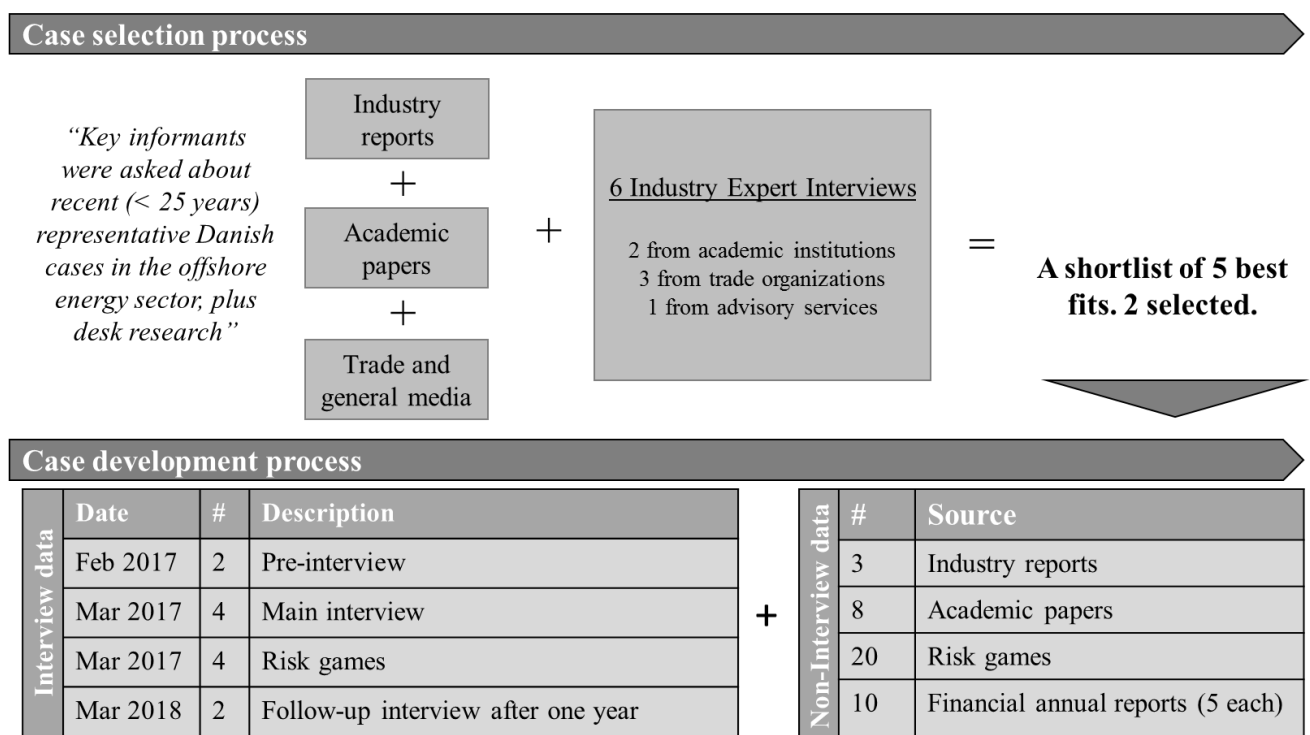 Case selection process
“Key informants
were asked about
recent (< 25 years)
representative Danish
cases in the offshore
energy sector, plus
desk research”
Industry
reports
+
Academic
papers
+
Trade and
general media
+
6 Industry Expert Interviews
2 from academic institutions
3 from trade organizations
1 from advisory services
=
A shortlist of 5 best
fits. 2 selected.
Case development process
Interview data
Date # Description
Feb 2017 2 Pre-interview
Mar 2017 4 Main interview
Mar 2017 4 Risk games
Mar 2018 2 Follow-up interview after one year
+
Non-Interview data
# Source
3 Industry reports
8 Academic papers
20 Risk games
10 Financial annual reports (5 each)